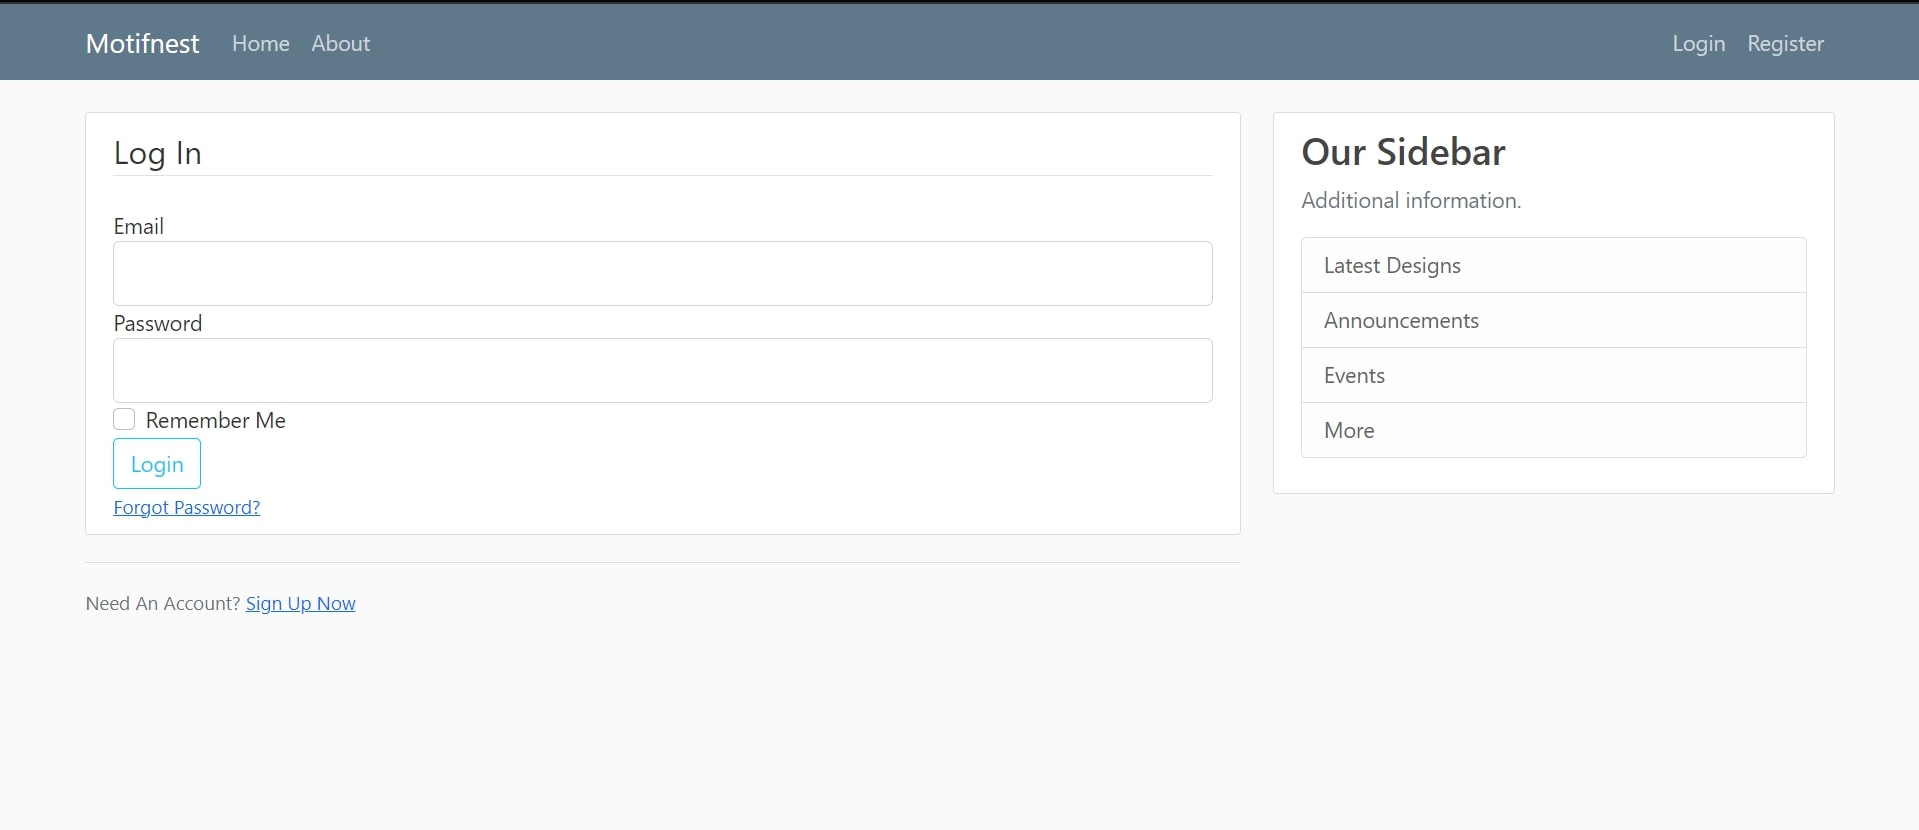 Motifnest Home About Login Register
Log In
Email
Password
Remember Me
Login
Forgot Password?
Need An Account? Sign Up Now
Our Sidebar
Additional information.
Latest Designs
Announcements
Events
More